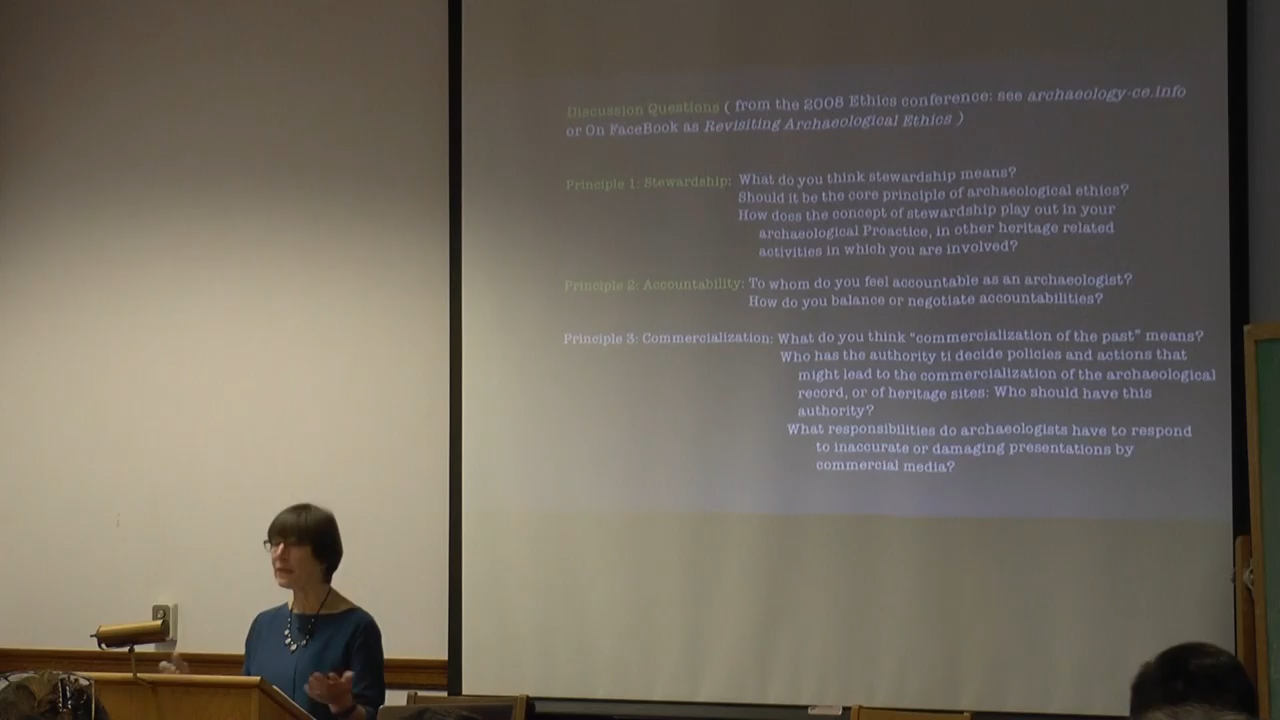 Discussion Questions ( from the 2008 Ethics conference: see archaeology-ce.info
or On FaceBook as Revisiting Archaeological Ethics )
Principle 1: Stewardship: What do you think stewardship means?
Should it be the core principle of archaeological ethics?
How does the concept of stewardship play out in your
archaeological Proactice, in other heritage related
activities in which you are involved?
Principle 2: Accountability: To whom do you feel accountable as an archaeologist?
How do you balance or negotiate accountabilities?
Principle 3: Commercialization: What do you think “commercialization of the past” means?
Who has the authority ti decide policies and actions that
might lead to the commercialization of the archaeological
record, or of heritage sites: Who should have this
authority?
What responsibilities do archaeologists have to respond
to inaccurate or damaging presentations by
commercial media?